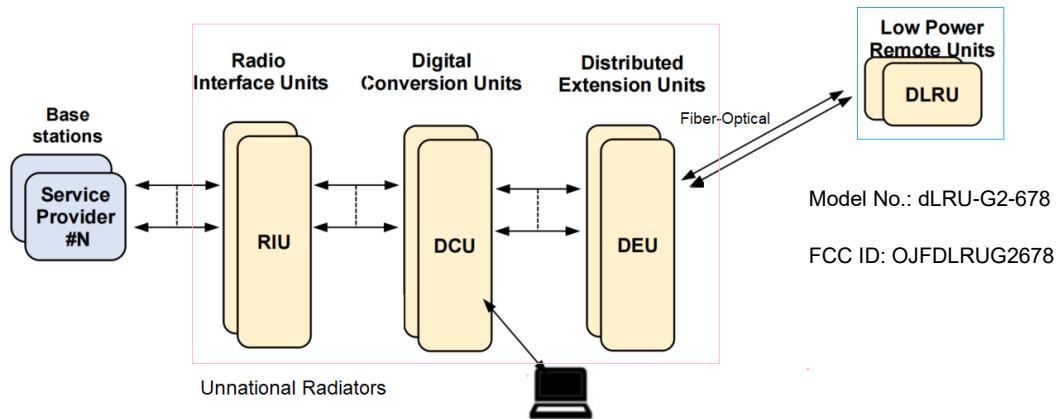 Low Power
Remote Units
DLRU
Radio
Interface Units
Digital
Conversion Units
Distributed
Extension Units
Base
stations
Fiber-Optical
Service
Provider
#N
RIU
DCU
DEU
Model No.: dLRU-G2-678
FCC ID: OJFDLRUG2678
Unnational Radiators